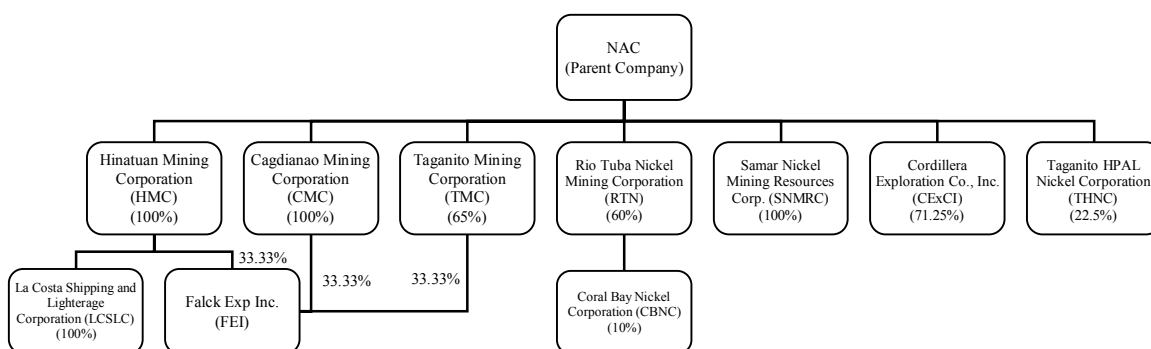 NAC
(Parent Company)
Hinatuan Mining
Corporation
(HMC)
(100%)
Cagdianao Mining
Corporation
(CMC)
(100%)
Taganito Mining
Corporation
(TMC)
(65%)
Rio Tuba Nickel
Mining Corporation
(RTN)
(60%)
Samar Nickel
Mining Resources
Corp. (SNMRC)
(100%)
Cordillera
Exploration Co., Inc.
(CExCI)
(71.25%)
Taganito HPAL
Nickel Corporation
(THNC)
(22.5%)
33.33%
33.33%
33.33%
La Costa Shipping and
Lighterage
Corporation (LCSLC)
(100%)
Falck Exp Inc.
(FEI)
Coral Bay Nickel
Corporation (CBNC)
(10%)